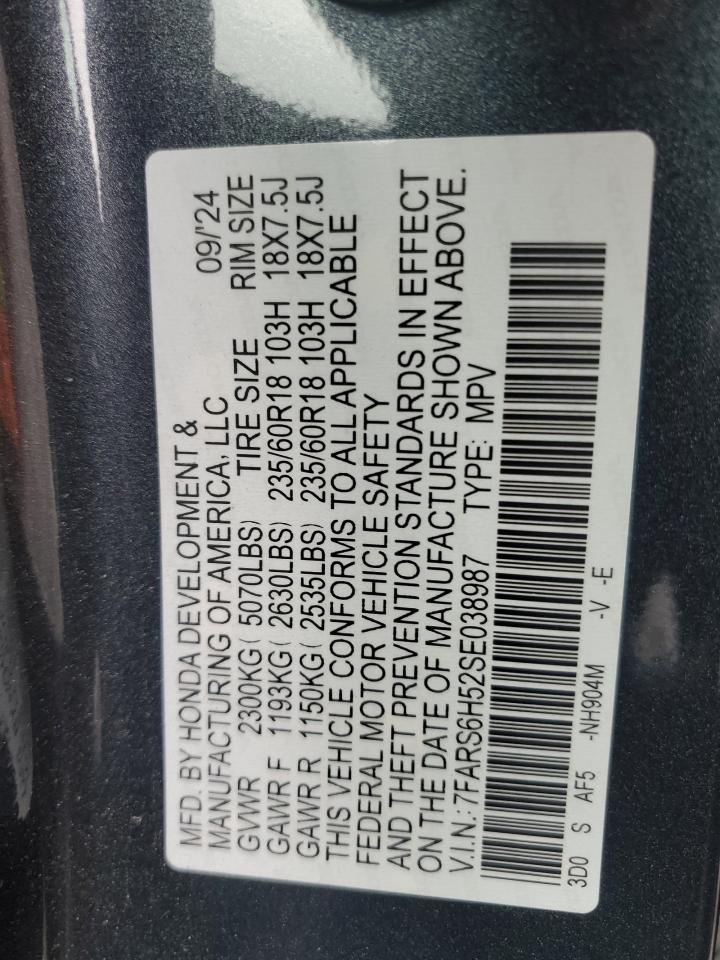 MFD. BY HONDA DEVELOPMENT &
MANUFACTURING OF AMERICA, LLC 09/'24
GVWR 2300KG( 5070LBS) TIRE SIZE RIM SIZE
GAWR F 1193KG( 2630LBS) 235/60R18 103H 18X7.5J
GAWR R 1150KG( 2535LBS) 235/60R18 103H 18X7.5J
THIS VEHICLE CONFORMS TO ALL APPLICABLE
FEDERAL MOTOR VEHICLE SAFETY
AND THEFT PREVENTION STANDARDS IN EFFECT
ON THE DATE OF MANUFACTURE SHOWN ABOVE.
V.I.N.: 7FARS6H52SE038987 TYPE: MPV
3D0 S AF5 -NH904M -V -E